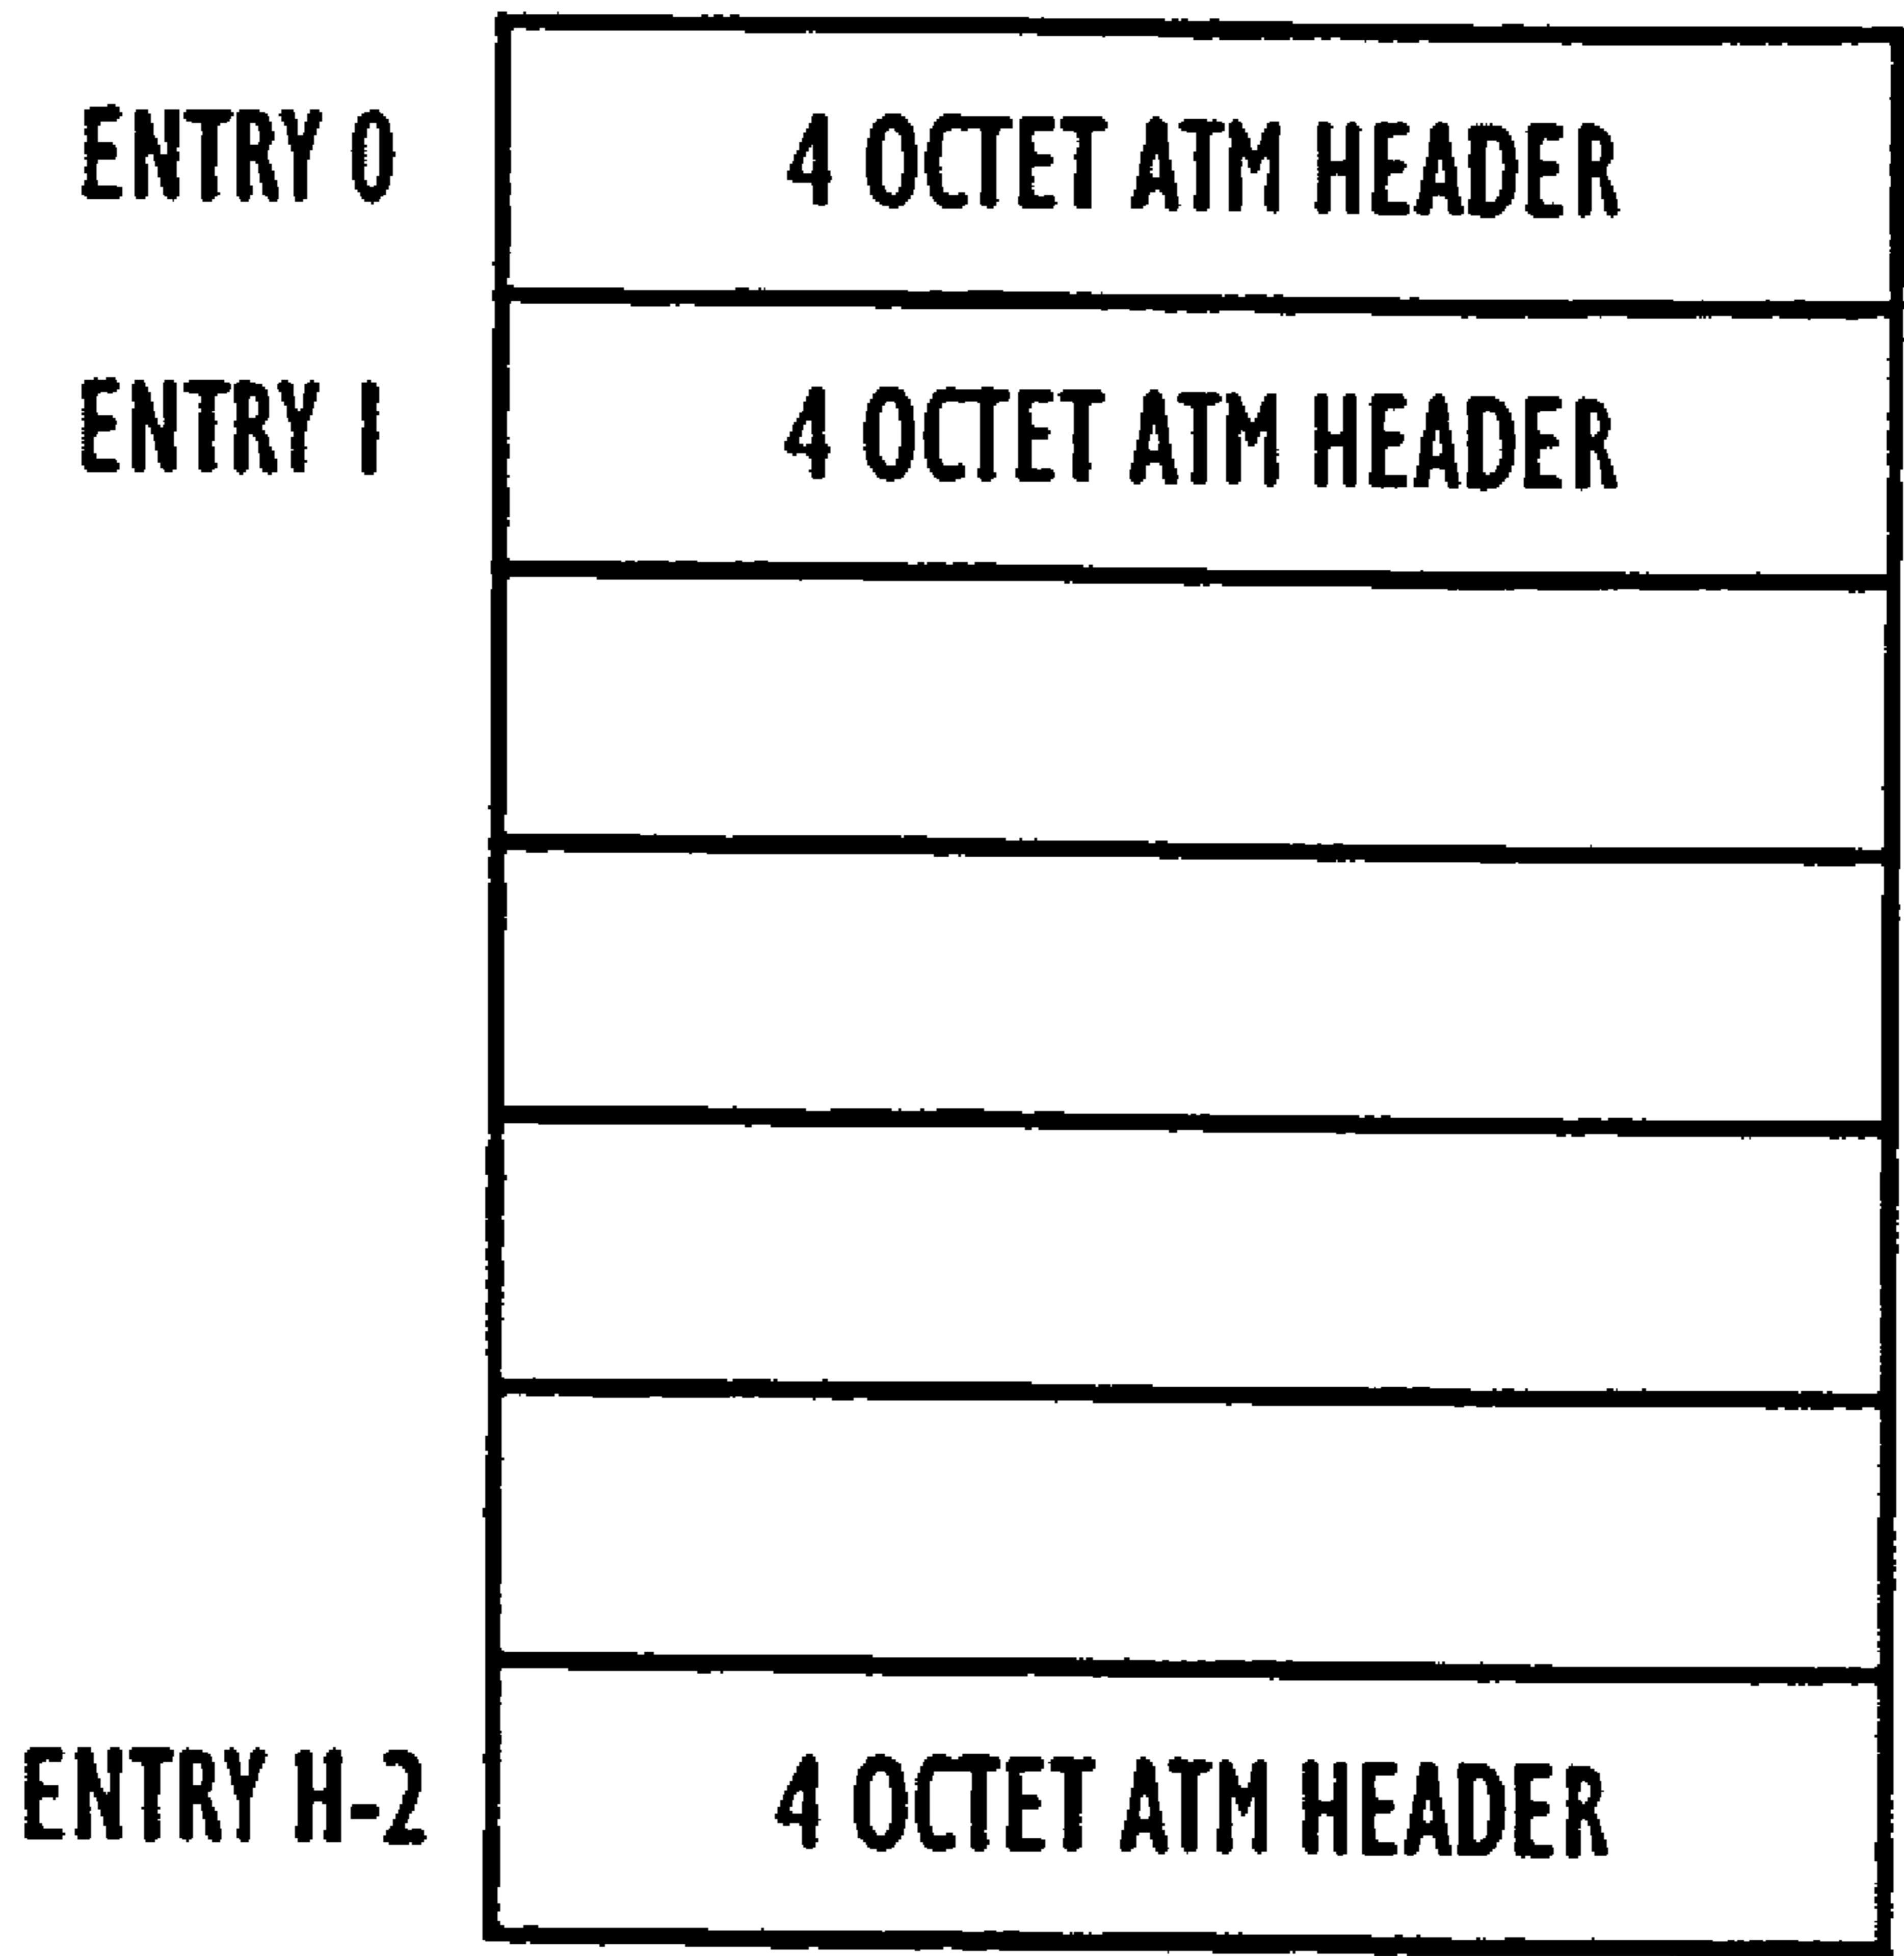 ENTRY 0 4 OCTET ATM HEADER
ENTRY 1 4 OCTET ATM HEADER
ENTRY H-2 4 OCTET ATM HEADER